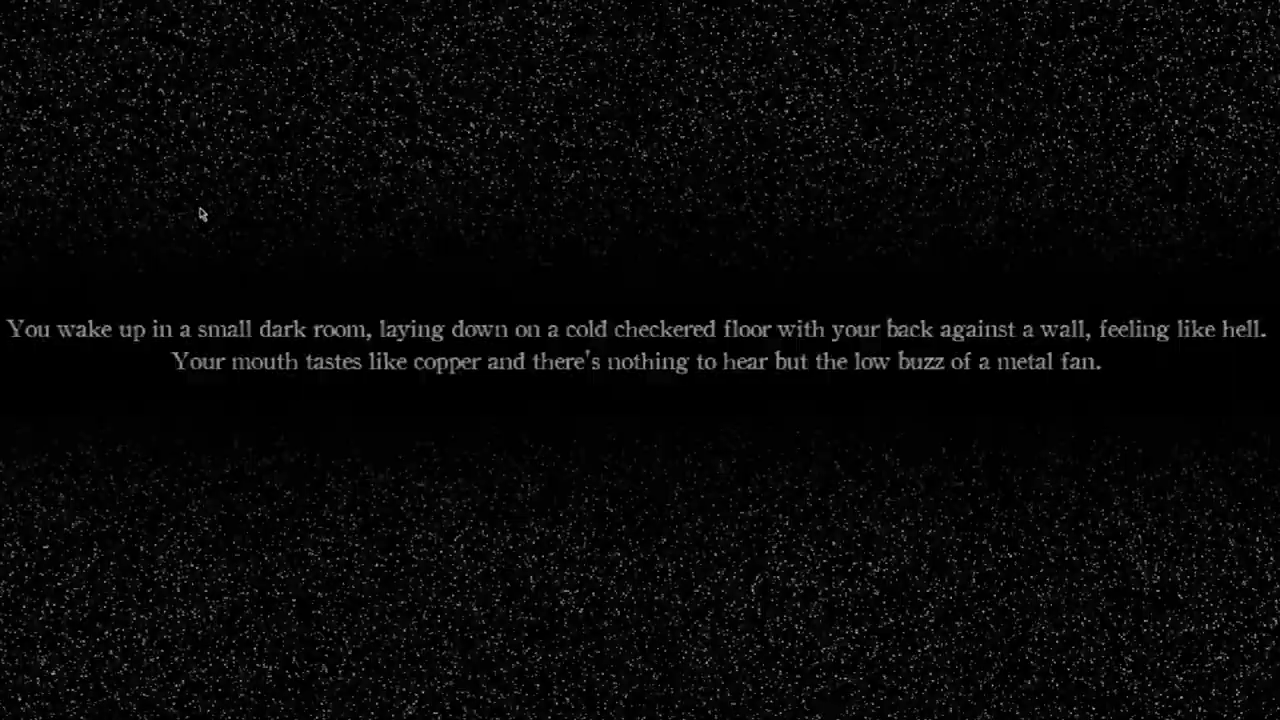 You wake up in a small dark room, laying down on a cold checkered floor with your back against a wall, feeling like hell.
Your mouth tastes like copper and there's nothing to hear but the low buzz of a metal fan.